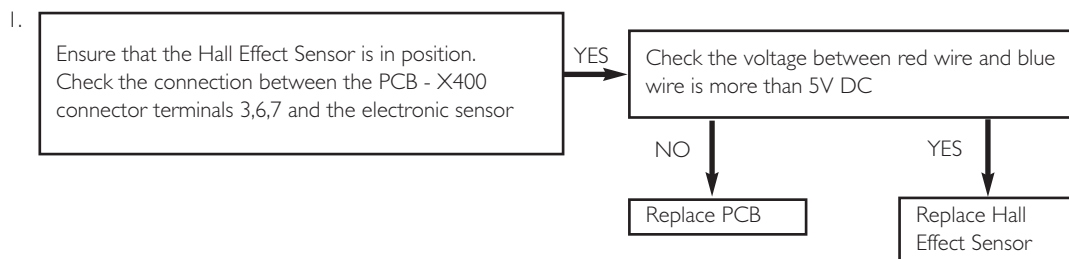 1.
Ensure that the Hall Effect Sensor is in position.
Check the connection between the PCB - X400
connector terminals 3,6,7 and the electronic sensor
YES
Check the voltage between red wire and blue
wire is more than 5V DC
NO
YES
Replace PCB
Replace Hall
Effect Sensor